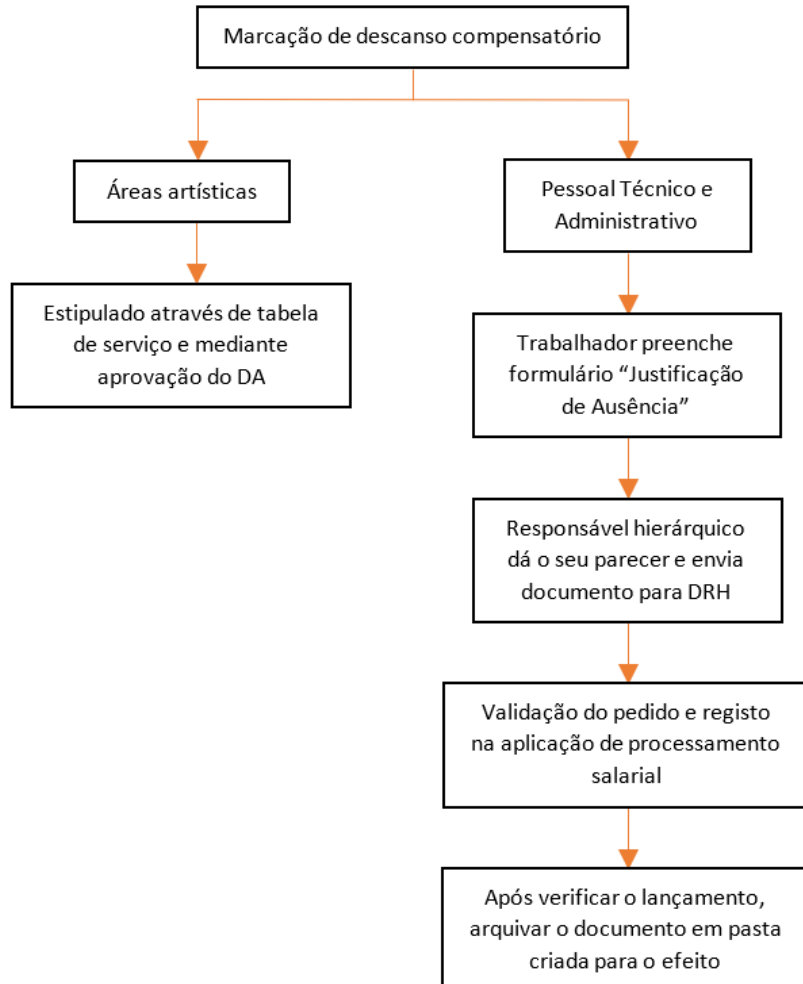 Marcação de descanso compensatório
Áreas artísticas
Estipulado através de tabela
de serviço e mediante
aprovação do DA
Pessoal Técnico e
Administrativo
Trabalhador preenche
formulário “Justificação
de Ausência”
Responsável hierárquico
dá o seu parecer e envia
documento para DRH
Validação do pedido e registo
na aplicação de processamento
salarial
Após verificar o lançamento,
arquivar o documento em pasta
criada para o efeito